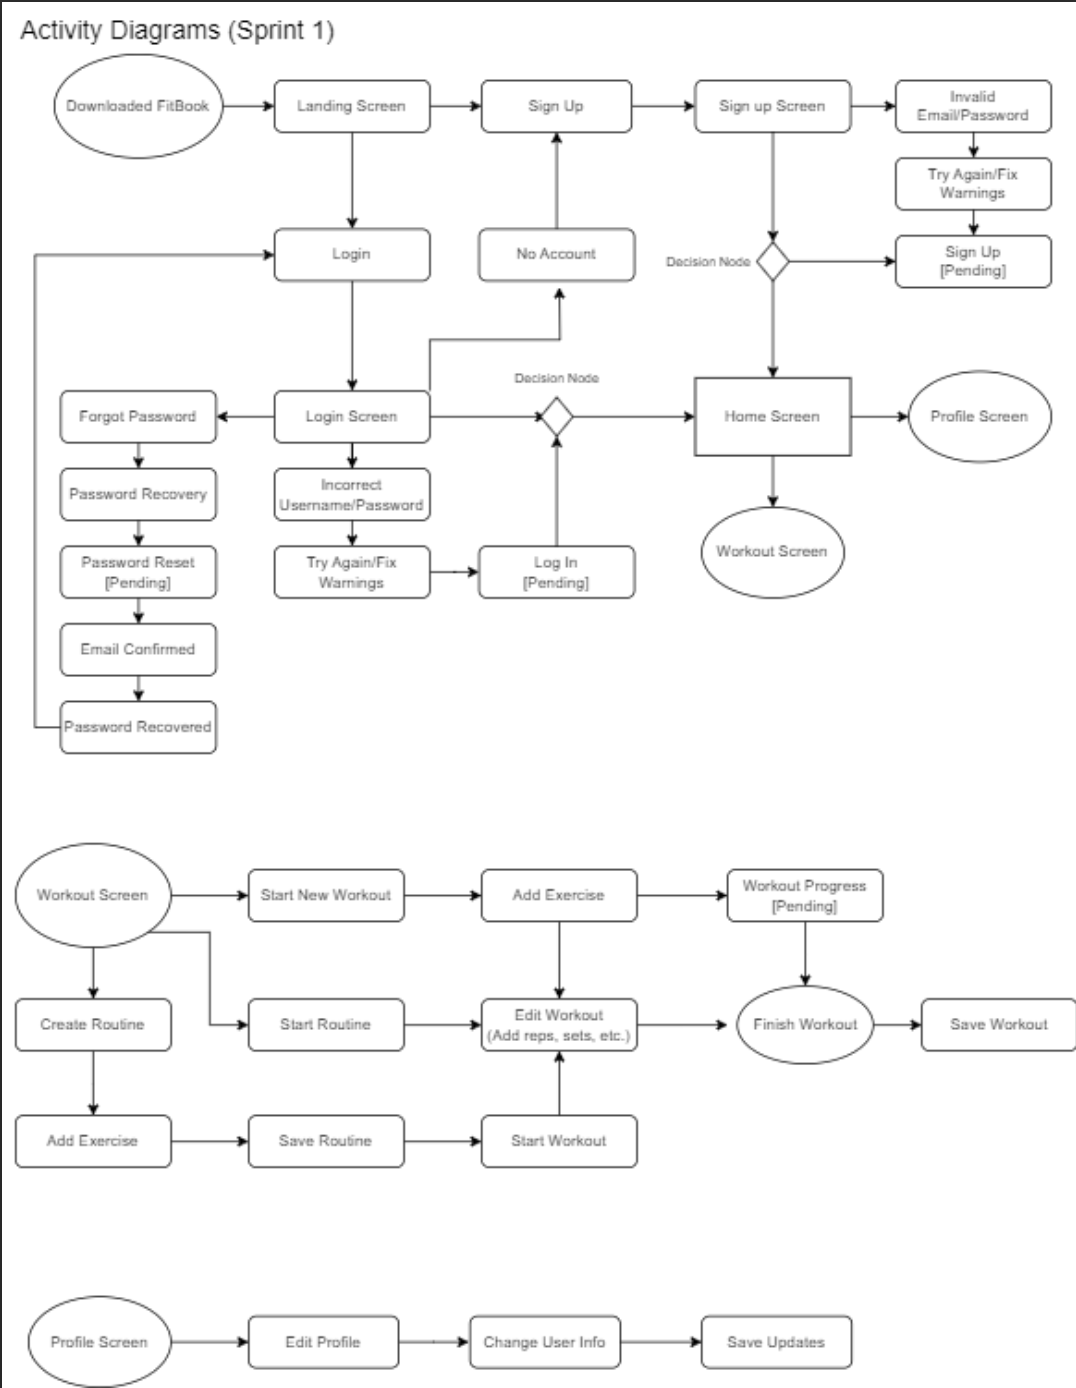 Activity Diagrams (Sprint 1)
Downloaded FitBook
Landing Screen
Sign Up
Sign up Screen
Invalid
Email/Password
Try Again/Fix
Warnings
Login
No Account
Decision Node
Sign Up
[Pending]
Decision Node
Forgot Password
Login Screen
Home Screen
Profile Screen
Password Recovery
Incorrect
Username/Password
Workout Screen
Password Reset
[Pending]
Try Again/Fix
Warnings
Log In
[Pending]
Email Confirmed
Password Recovered
Workout Screen
Start New Workout
Add Exercise
Workout Progress
[Pending]
Create Routine
Start Routine
Edit Workout
(Add reps, sets, etc.)
Finish Workout
Save Workout
Add Exercise
Save Routine
Start Workout
Profile Screen
Edit Profile
Change User Info
Save Updates